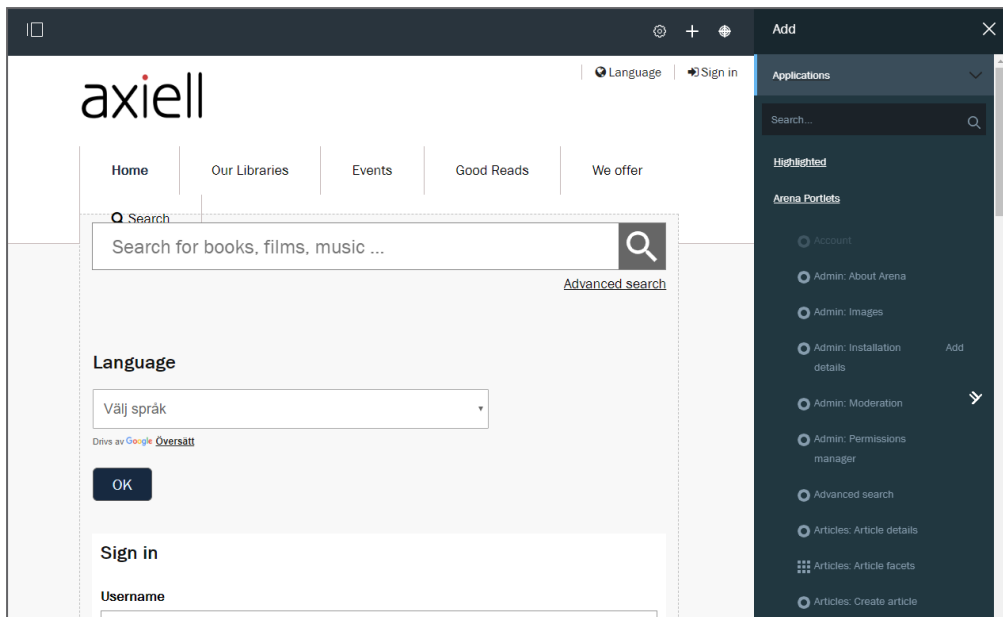 Add
Applications
Search...
Highlighted
Arena Portlets
Account
Admin: About Arena
Admin: Images
Admin: Installation details
Add
Admin: Moderation
Admin: Permissions
manager
Advanced search
Articles: Article details
Articles: Article facets
Articles: Create article
Language
Sign in
axiell
Home
Our Libraries
Events
Good Reads
We offer
Search
Search for books, films, music ...
Advanced search
Language
Välj språk
Drivs av Google Översätt
OK
Sign in
Username